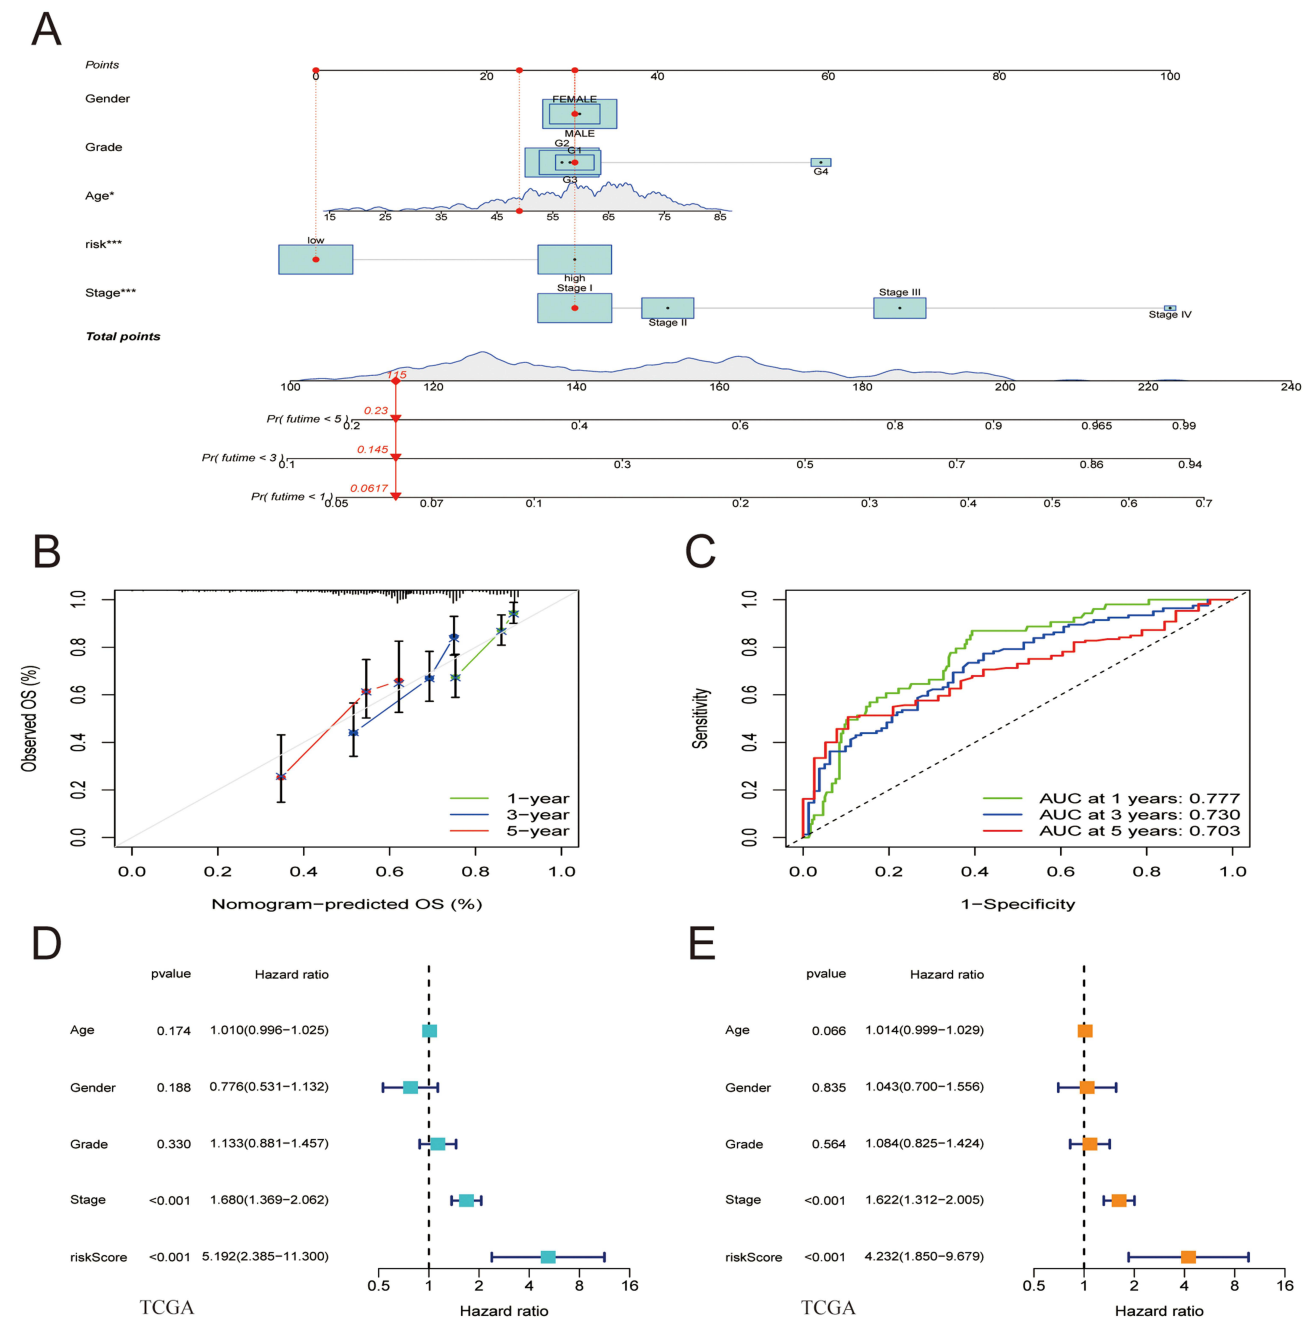 A
Points
0 20 40 60 80 100
Gender
FEMALE
MALE
Grade
G2
G1
G3
G4
Age*
15 25 35 45 55 65 75 85
risk***
low
high
Stage***
Stage I
Stage II
Stage III
Stage IV
Total points
115
100 120 140 160 180 200 220 240
0.23
Pr( futime < 5 )
0.2 0.4 0.6 0.8 0.9 0.965 0.99
0.145
Pr( futime < 3 )
0.1 0.3 0.5 0.7 0.86 0.94
0.0617
Pr( futime < 1 )
0.05 0.07 0.1 0.2 0.3 0.4 0.5 0.6 0.7
B
Observed OS (%)
0.0 0.2 0.4 0.6 0.8 1.0
1-year
3-year
5-year
0.0 0.2 0.4 0.6 0.8 1.0
Nomogram-predicted OS (%)
C
Sensitivity
0.0 0.2 0.4 0.6 0.8 1.0
AUC at 1 years: 0.777
AUC at 3 years: 0.730
AUC at 5 years: 0.703
0.0 0.2 0.4 0.6 0.8 1.0
1-Specificity
D
pvalue Hazard ratio
Age 0.174 1.010(0.996-1.025)
Gender 0.188 0.776(0.531-1.132)
Grade 0.330 1.133(0.881-1.457)
Stage <0.001 1.680(1.369-2.062)
riskScore <0.001 5.192(2.385-11.300)
0.5 1 2 4 8 16
TCGA
Hazard ratio
E
pvalue Hazard ratio
Age 0.066 1.014(0.999-1.029)
Gender 0.835 1.043(0.700-1.556)
Grade 0.564 1.084(0.825-1.424)
Stage <0.001 1.622(1.312-2.005)
riskScore <0.001 4.232(1.850-9.679)
0.5 1 2 4 8 16
TCGA
Hazard ratio